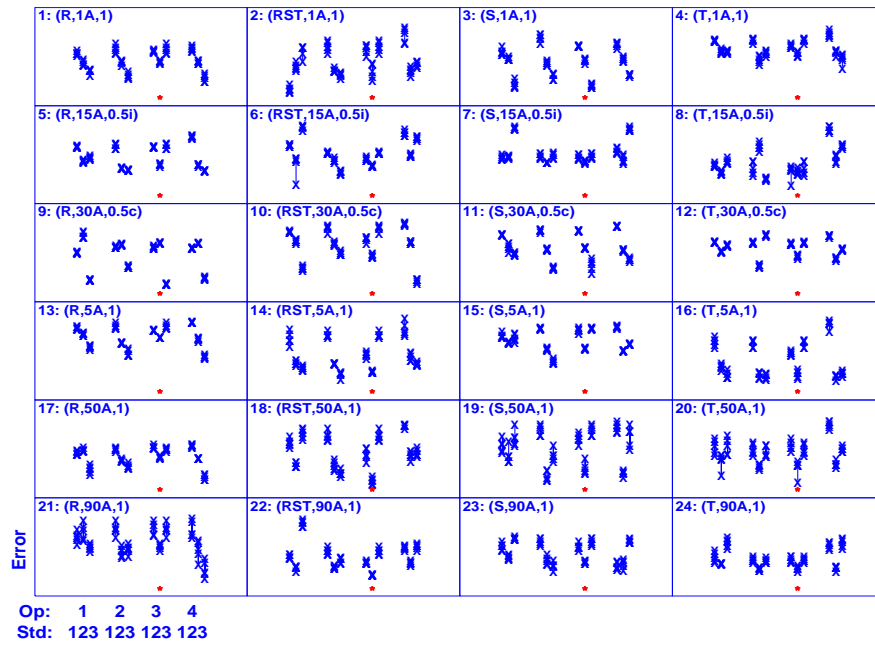 1: (R,1A,1) 2: (RST,1A,1) 3: (S,1A,1) 4: (T,1A,1)
5: (R,15A,0.5i) 6: (RST,15A,0.5i) 7: (S,15A,0.5i) 8: (T,15A,0.5i)
9: (R,30A,0.5c) 10: (RST,30A,0.5c) 11: (S,30A,0.5c) 12: (T,30A,0.5c)
13: (R,5A,1) 14: (RST,5A,1) 15: (S,5A,1) 16: (T,5A,1)
17: (R,50A,1) 18: (RST,50A,1) 19: (S,50A,1) 20: (T,50A,1)
21: (R,90A,1) 22: (RST,90A,1) 23: (S,90A,1) 24: (T,90A,1)
Error
Op: 1 2 3 4
Std: 123 123 123 123